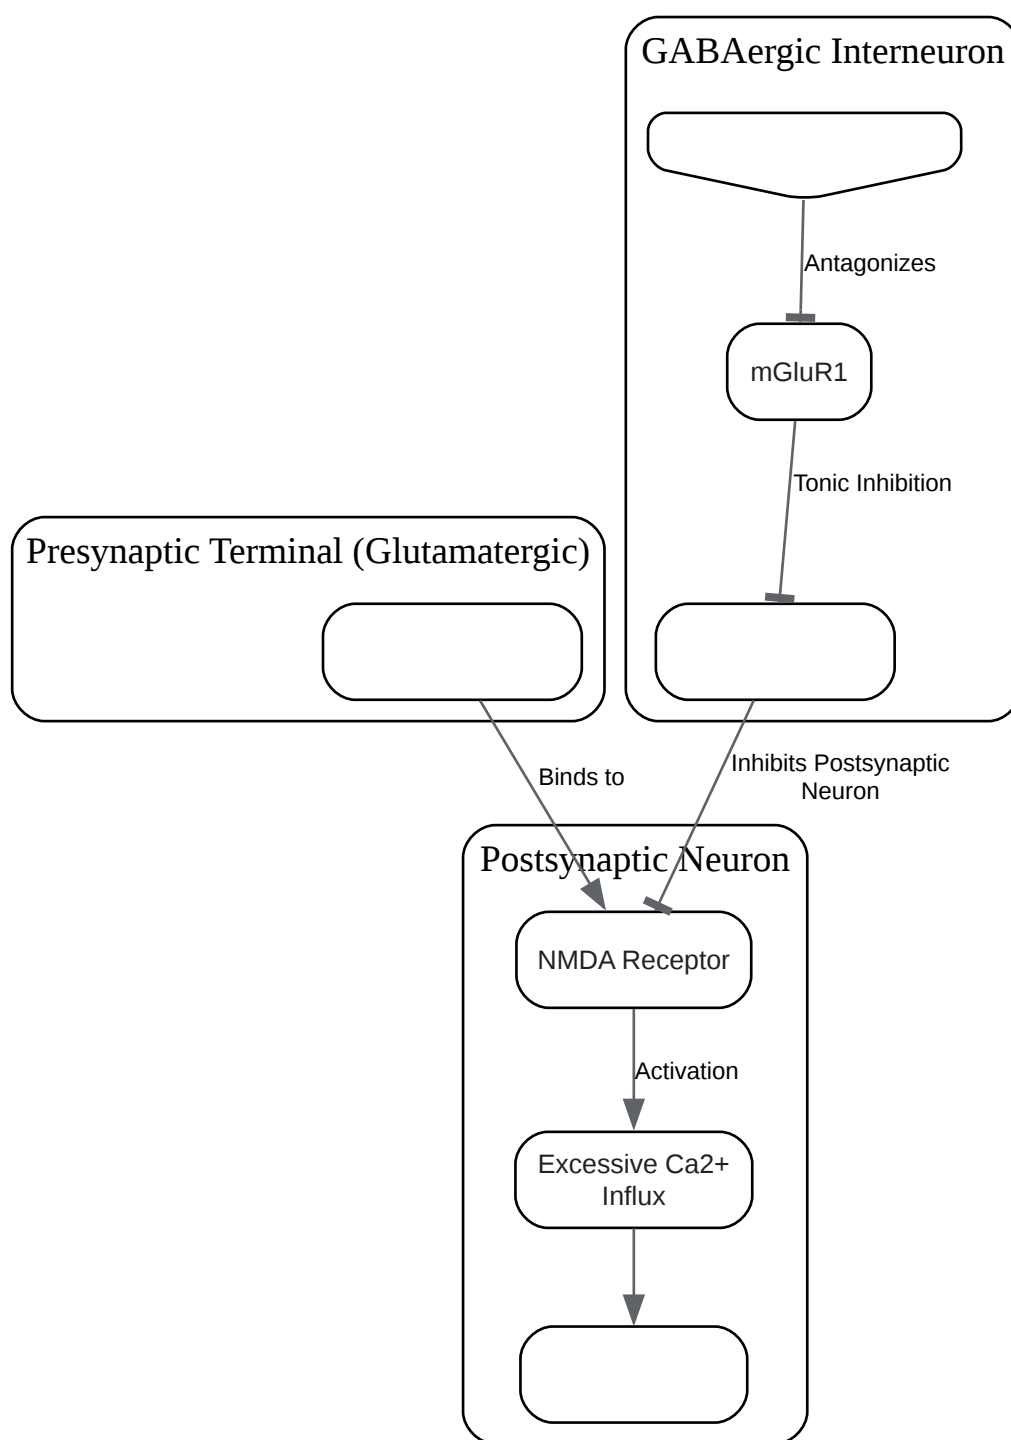 GABAergic Interneuron
Antagonizes
mGluR1
Tonic Inhibition
Presynaptic Terminal (Glutamatergic)
Binds to
Inhibits Postsynaptic
Neuron
Postsynaptic Neuron
NMDA Receptor
Activation
Excessive Ca2+
Influx